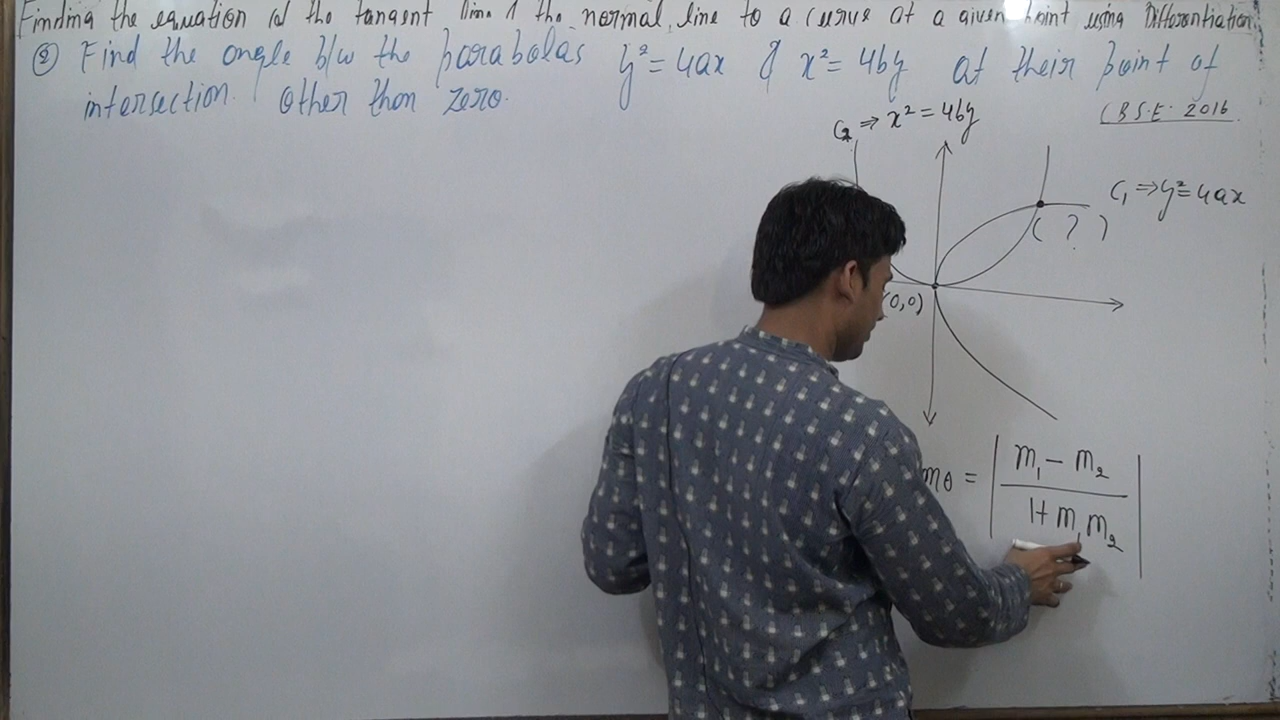 Finding the equation of the tangent line & the normal line to a curve at a given point using Differentiation.
Q Find the angle b/w the parabolas y² = 4ax & x² = 4by at their point of
intersection. Other than zero.
C.B.S.E. 2016
C₂ ⇒ x² = 4by
C₁ ⇒ y² = 4ax
( ? )
(0,0)
θ = | m₁ - m₂ / 1 + m₁m₂ |